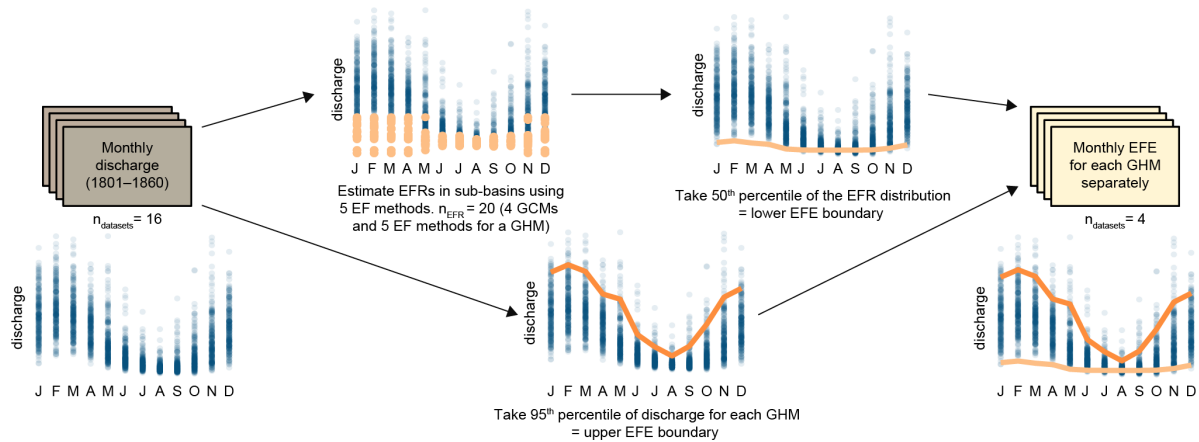 Monthly
discharge
(1801–1860)
n_datasets = 16
discharge
J F M A M J J A S O N D
discharge
J F M A M J J A S O N D
Estimate EFRs in sub-basins using
5 EF methods. n_EFR = 20 (4 GCMs
and 5 EF methods for a GHM)
discharge
J F M A M J J A S O N D
Take 50th percentile of the EFR distribution
= lower EFE boundary
discharge
J F M A M J J A S O N D
Take 95th percentile of discharge for each GHM
= upper EFE boundary
Monthly EFE
for each GHM
separately
n_datasets = 4
discharge
J F M A M J J A S O N D